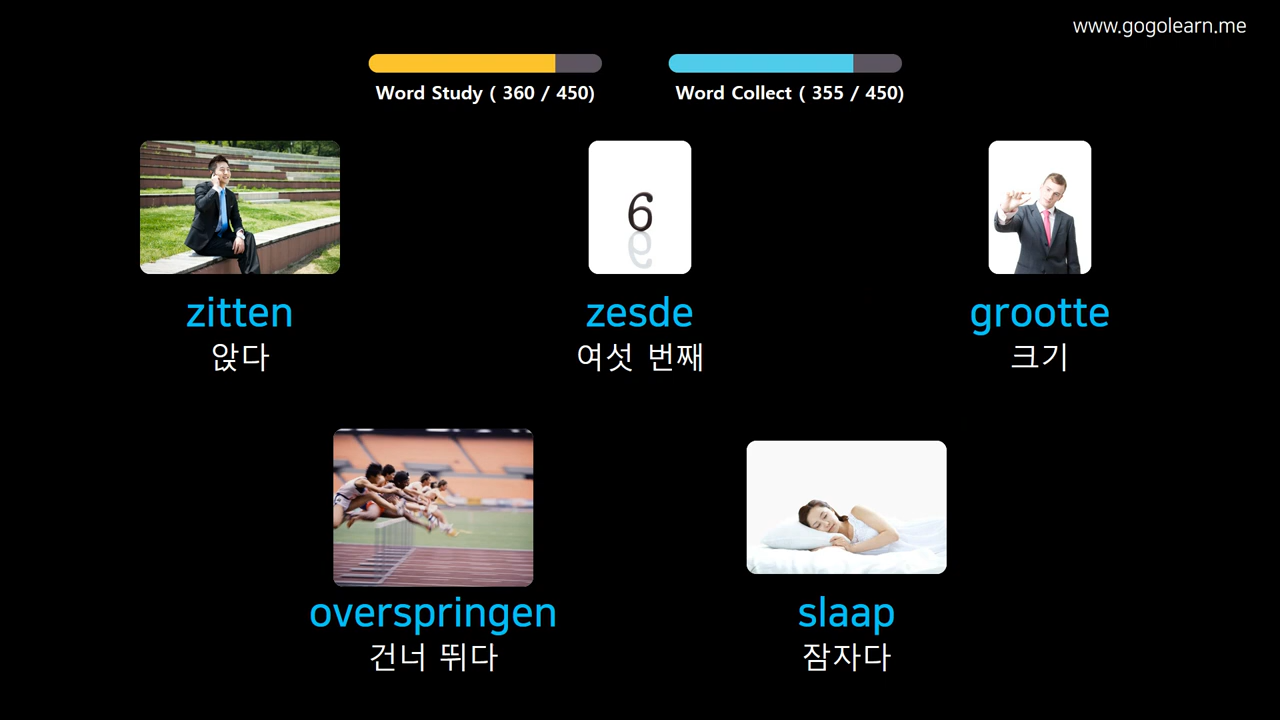 www.gogolearn.me
Word Study ( 360 / 450)
Word Collect ( 355 / 450)
6
zitten
앉다
zesde
여섯 번째
grootte
크기
overspringen
건너 뛰다
slaap
잠자다